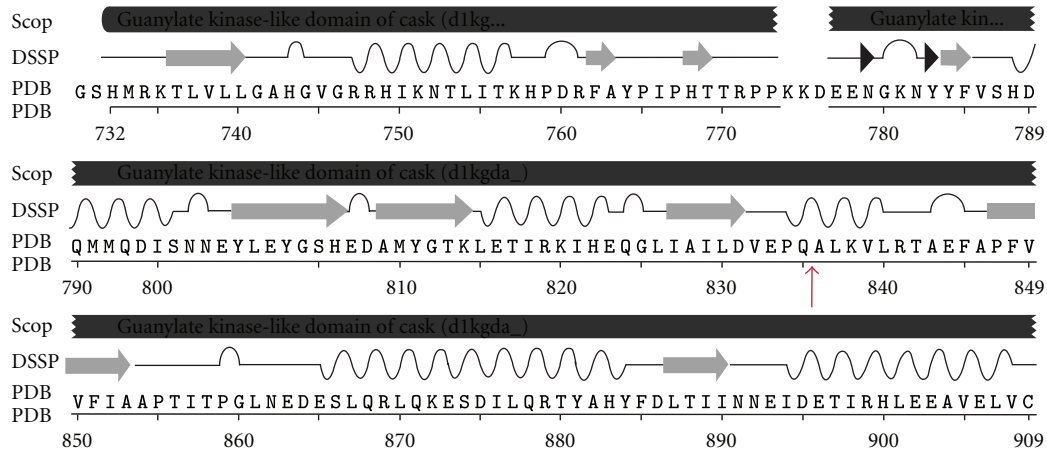 Scop Guanylate kinase-like domain of cask (d1kg... Guanylate kin...
DSSP
PDB GSHMRKTLVLLGAHGVGRRHIKNTLITKHPDRFAYPIPHTTRPPKKDEENGKNYYFVSHD
PDB
732 740 750 760 770 780 789
Scop Guanylate kinase-like domain of cask (d1kgda_)
DSSP
PDB QMMQDISNNEYLEYGSHEDAMYGTKLETIRKIHEQGLIAILDVEPQALKVLRTAEFAPFV
PDB
790 800 810 820 830 840 849
Scop Guanylate kinase-like domain of cask (d1kgda_)
DSSP
PDB VFIAAPTITPGLNEDESLQRLQKESDILQRTYAHYFDLTIINNEIDETIRHLEEAVELVC
PDB
850 860 870 880 890 900 909